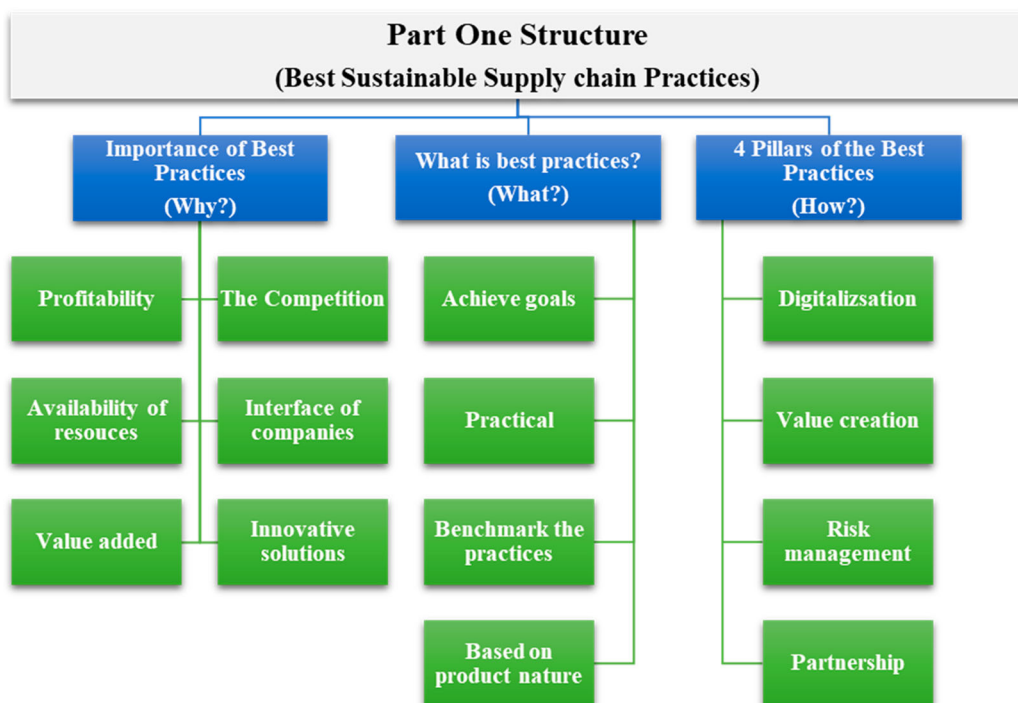 Part One Structure
(Best Sustainable Supply chain Practices)
Importance of Best
Practices
(Why?)
What is best practices?
(What?)
4 Pillars of the Best
Practices
(How?)
Profitability
The Competition
Availability of
resouces
Interface of
companies
Value added
Innovative
solutions
Achieve goals
Practical
Benchmark the
practices
Based on
product nature
Digitalizsation
Value creation
Risk
management
Partnership